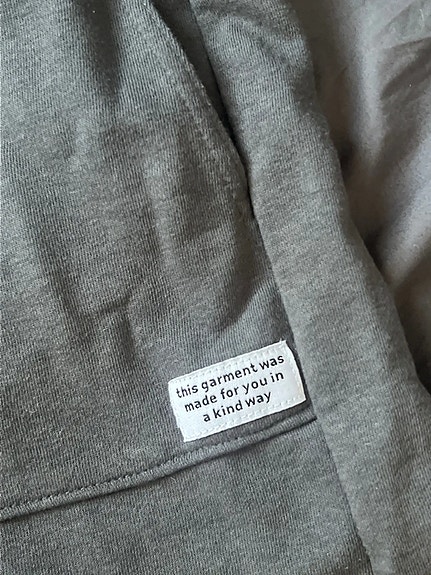 this garment was
made for you in
a kind way